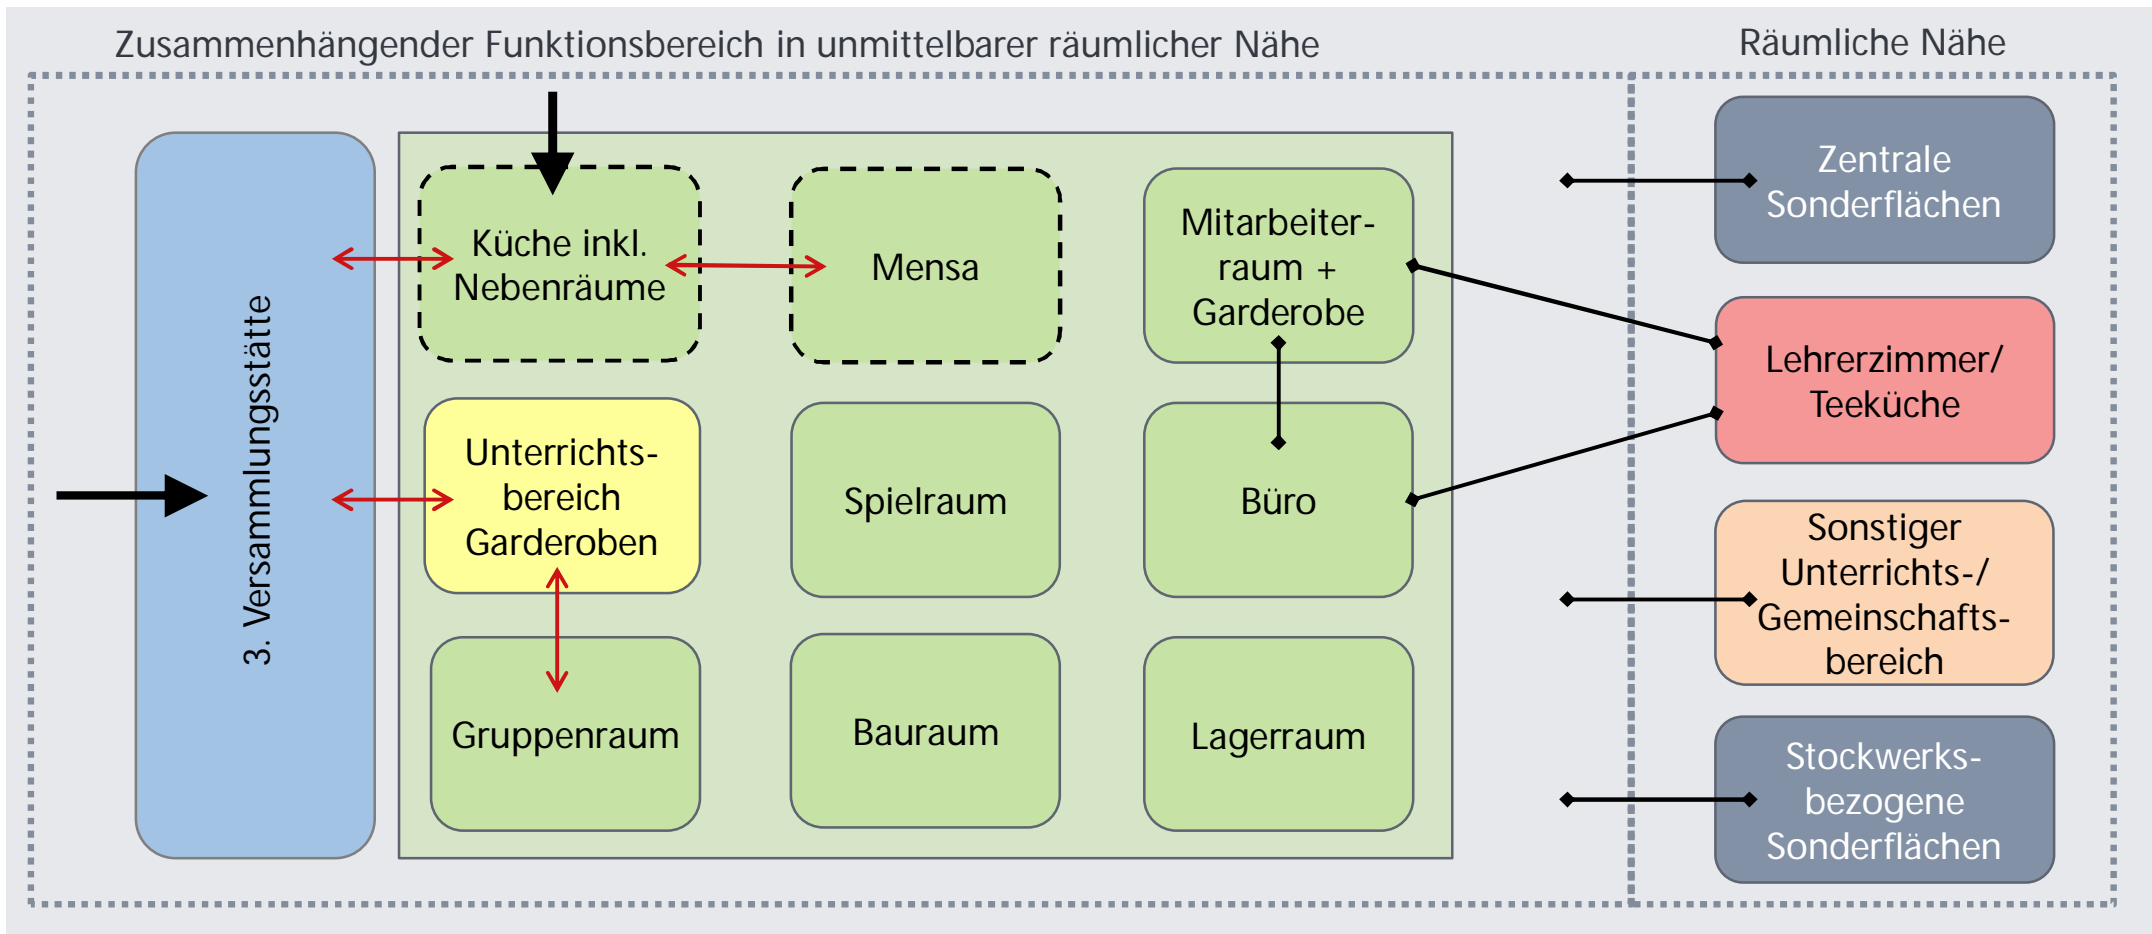 Zusammenhängender Funktionsbereich in unmittelbarer räumlicher Nähe
Räumliche Nähe
3. Versammlungsstätte
Küche inkl.
Nebenräume
Mensa
Mitarbeiter-
raum +
Garderobe
Unterrichts-
bereich
Garderoben
Spielraum
Büro
Gruppenraum
Bauraum
Lagerraum
Zentrale
Sonderflächen
Lehrerzimmer/
Teeküche
Sonstiger
Unterrichts-/
Gemeinschafts-
bereich
Stockwerks-
bezogene
Sonderflächen